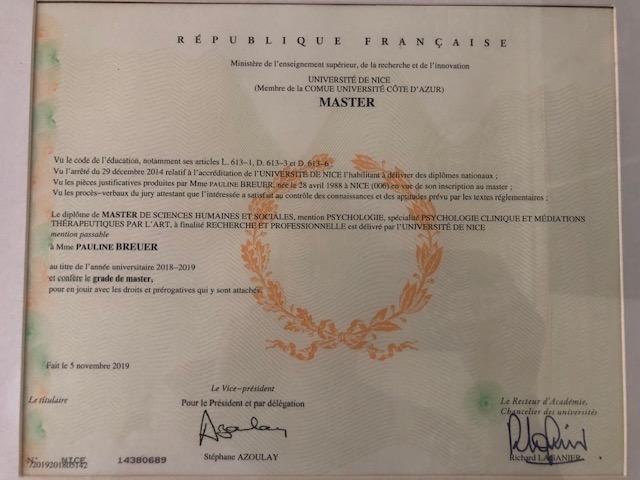 RÉPUBLIQUE FRANÇAISE
Ministère de l'enseignement supérieur, de la recherche et de l'innovation
UNIVERSITÉ DE NICE
(Membre de la COMUE UNIVERSITÉ CÔTE D'AZUR)
MASTER
Vu le code de l'éducation, notamment ses articles L. 613-1, D. 613-3 et D. 613-6 ;
Vu l'arrêté du 29 décembre 2014 relatif à l'accréditation de L'UNIVERSITÉ DE NICE l'habilitant à délivrer des diplômes nationaux ;
Vu les pièces justificatives produites par Mme PAULINE BREUER, née le 28 avril 1988 à NICE (006) en vue de son inscription au master ;
Vu les procès-verbaux du jury attestant que l'intéressée a satisfait au contrôle des connaissances et des aptitudes prévu par les textes réglementaires ;
Le diplôme de MASTER DE SCIENCES HUMAINES ET SOCIALES, mention PSYCHOLOGIE, spécialité PSYCHOLOGIE CLINIQUE ET MÉDIATIONS
THÉRAPEUTIQUES PAR L'ART, à finalité RECHERCHE ET PROFESSIONNELLE est délivré par l'UNIVERSITÉ DE NICE
mention passable
à Mme PAULINE BREUER
au titre de l'année universitaire 2018-2019
et confère le grade de master,
pour en jouir avec les droits et prérogatives qui y sont attachés.
Fait le 5 novembre 2019
Le titulaire
Le Vice-président
Pour le Président et par délégation
Azoulay
Stéphane AZOULAY
Le Recteur d'Académie,
Chancelier des universités
Richard LAGANIER
N° NICE 14380689